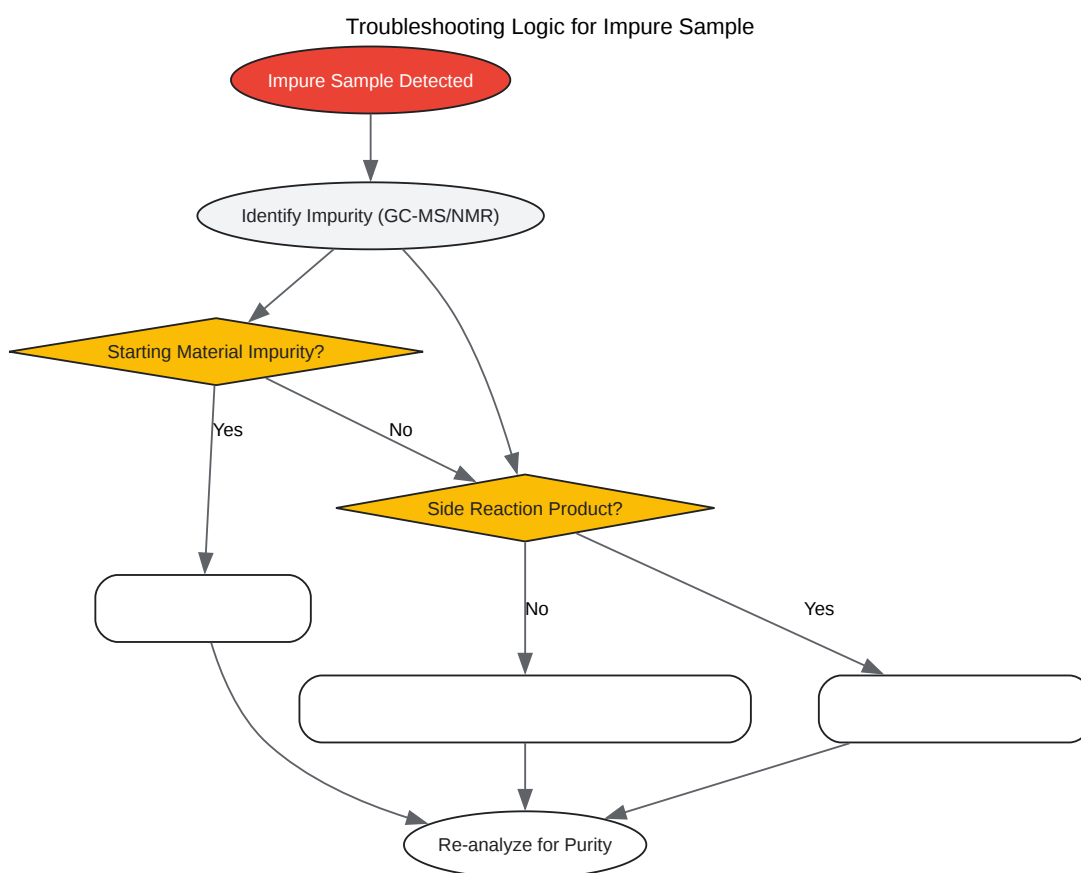 Troubleshooting Logic for Impure Sample
Impure Sample Detected
Identify Impurity (GC-MS/NMR)
Starting Material Impurity?
Yes
No
Side Reaction Product?
No
Yes
Re-analyze for Purity